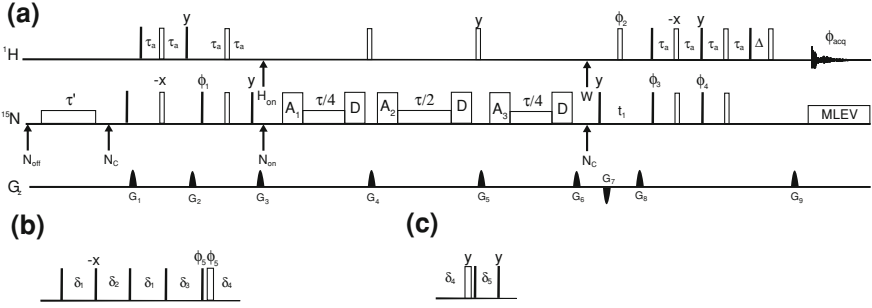 (a)
y y ϕ₂ -x y
¹H τₐ τₐ τₐ τₐ τₐ τₐ τₐ τₐ Δ ϕacq
τ' -x ϕ₁ y Hon A₁ τ/4 D A₂ τ/2 D A₃ τ/4 D W y t₁ ϕ₃ ϕ₄
¹⁵N MLEV
Noff NC Non NC
Gz G₁ G₂ G₃ G₄ G₅ G₆ G₇ G₈ G₉
(b) (c)
-x ϕ₅ ϕ₅ y y
δ₁ δ₂ δ₁ δ₃ δ₄ δ₄ δ₅